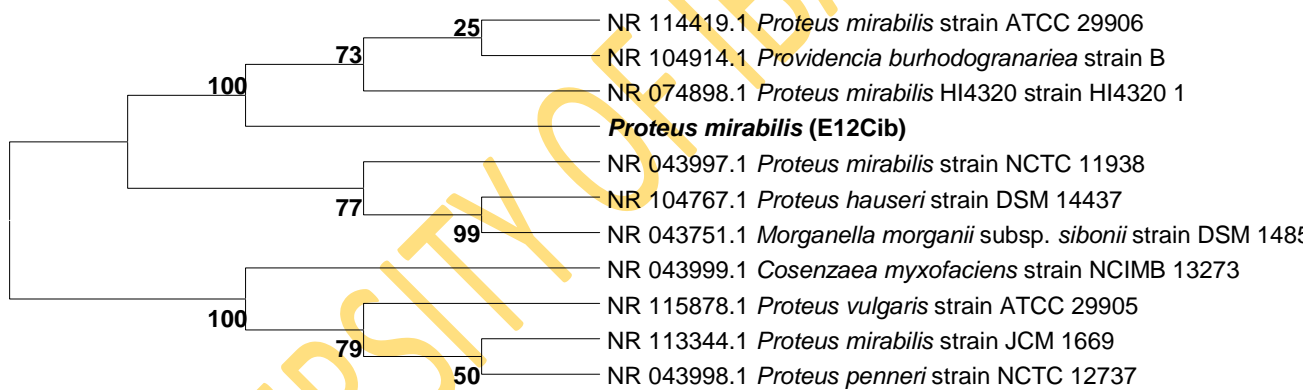 25 NR 114419.1 Proteus mirabilis strain ATCC 29906
73 NR 104914.1 Providencia burhodogranariea strain B
100 NR 074898.1 Proteus mirabilis HI4320 strain HI4320 1
Proteus mirabilis (E12Cib)
NR 043997.1 Proteus mirabilis strain NCTC 11938
77 NR 104767.1 Proteus hauseri strain DSM 14437
99 NR 043751.1 Morganella morganii subsp. sibonii strain DSM 1485
NR 043999.1 Cosenzaea myxofaciens strain NCIMB 13273
100 NR 115878.1 Proteus vulgaris strain ATCC 29905
79 NR 113344.1 Proteus mirabilis strain JCM 1669
50 NR 043998.1 Proteus penneri strain NCTC 12737
OF